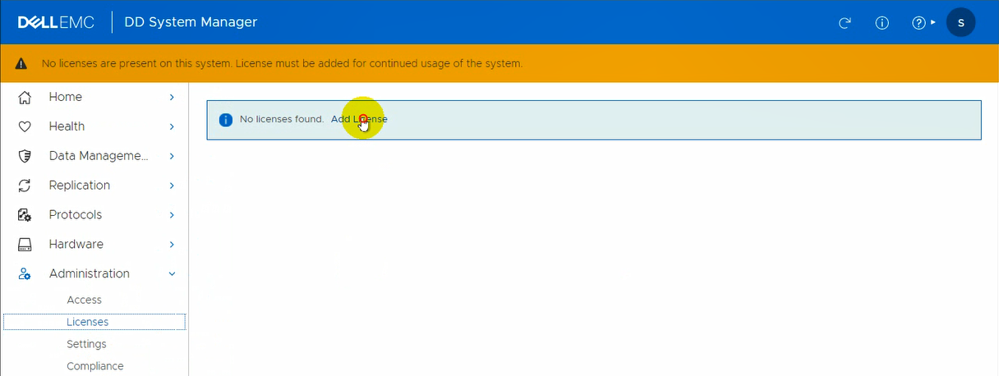 DELLEMC DD System Manager
S
No licenses are present on this system. License must be added for continued usage of the system.
Home
Health
Data Manageme...
Replication
Protocols
Hardware
Administration
Access
Licenses
Settings
Compliance
No licenses found. Add License